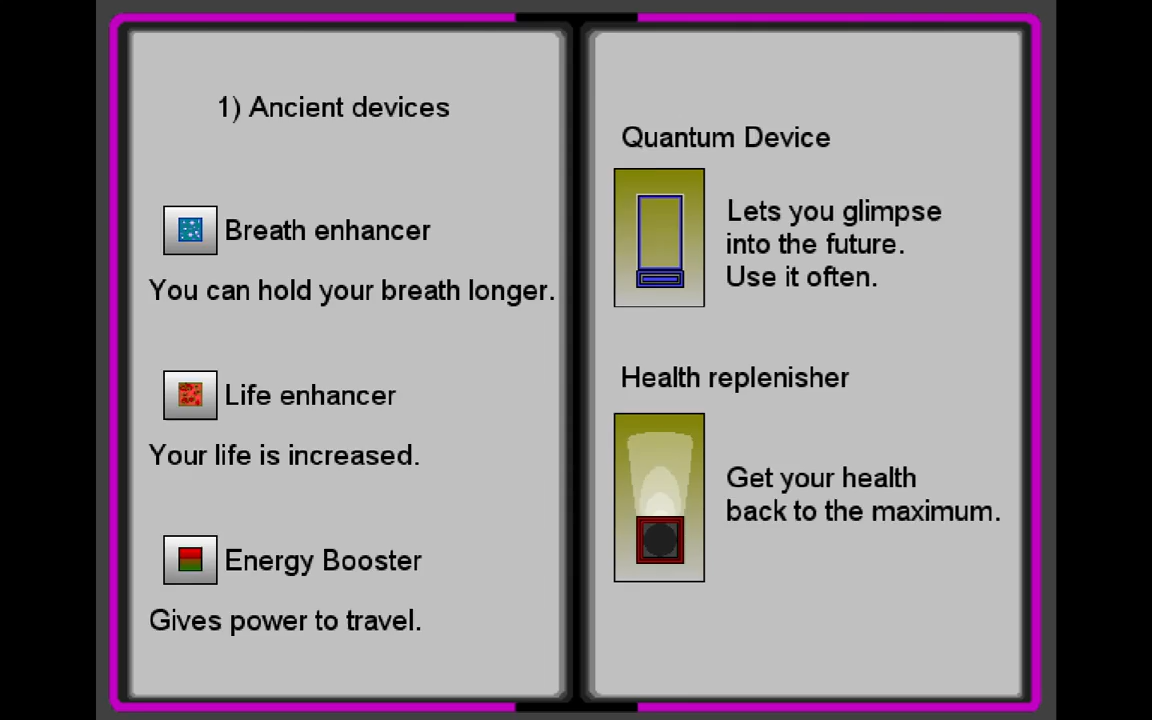 1) Ancient devices
Breath enhancer
You can hold your breath longer.
Life enhancer
Your life is increased.
Energy Booster
Gives power to travel.
Quantum Device
Lets you glimpse
into the future.
Use it often.
Health replenisher
Get your health
back to the maximum.